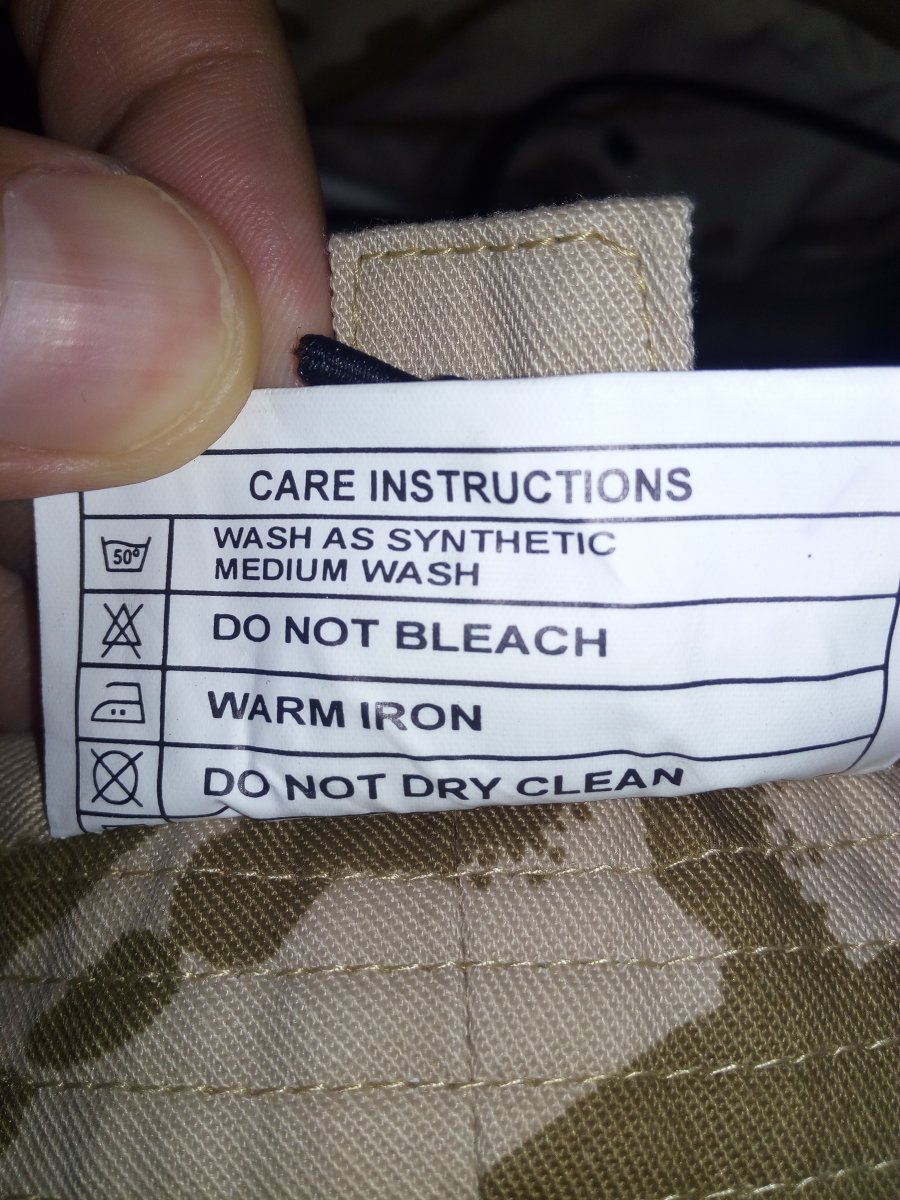 CARE INSTRUCTIONS
50°
WASH AS SYNTHETIC
MEDIUM WASH
DO NOT BLEACH
WARM IRON
DO NOT DRY CLEAN